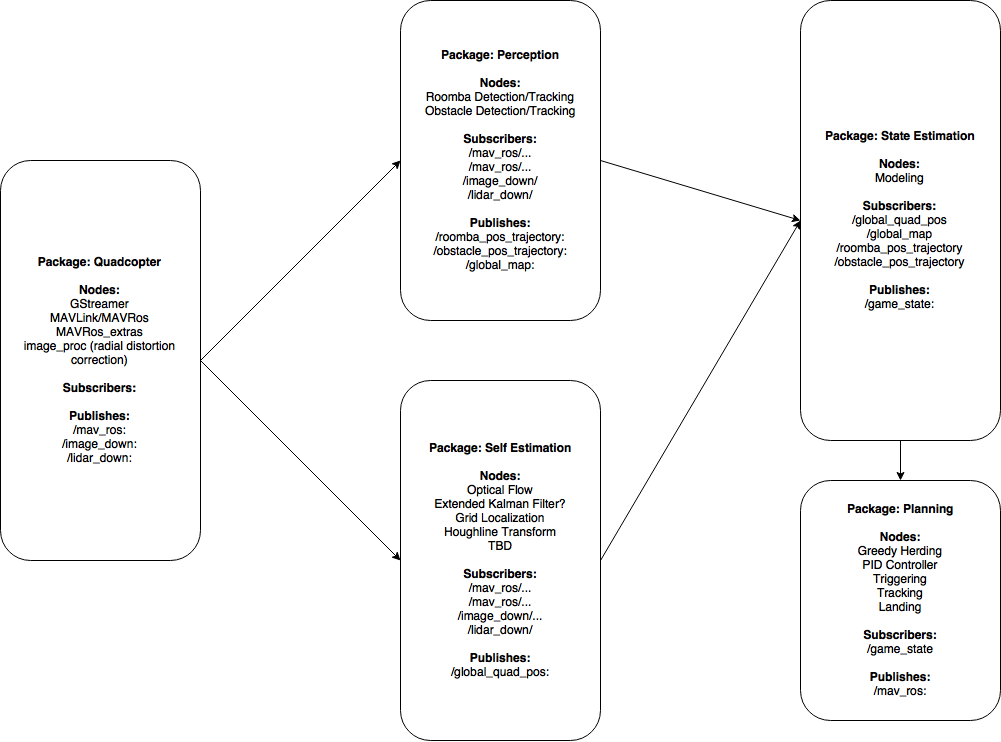 Package: Quadcopter
Nodes:
GStreamer
MAVLink/MAVRos
MAVRos_extras
image_proc (radial distortion
correction)
Subscribers:
Publishes:
/mav_ros:
/image_down:
/lidar_down:
Package: Perception
Nodes:
Roomba Detection/Tracking
Obstacle Detection/Tracking
Subscribers:
/mav_ros/...
/mav_ros/...
/image_down/
/lidar_down/
Publishes:
/roomba_pos_trajectory:
/obstacle_pos_trajectory:
/global_map:
Package: Self Estimation
Nodes:
Optical Flow
Extended Kalman Filter?
Grid Localization
Houghline Transform
TBD
Subscribers:
/mav_ros/...
/mav_ros/...
/image_down/...
/lidar_down/
Publishes:
/global_quad_pos:
Package: State Estimation
Nodes:
Modeling
Subscribers:
/global_quad_pos
/global_map
/roomba_pos_trajectory
/obstacle_pos_trajectory
Publishes:
/game_state:
Package: Planning
Nodes:
Greedy Herding
PID Controller
Triggering
Tracking
Landing
Subscribers:
/game_state
Publishes:
/mav_ros: